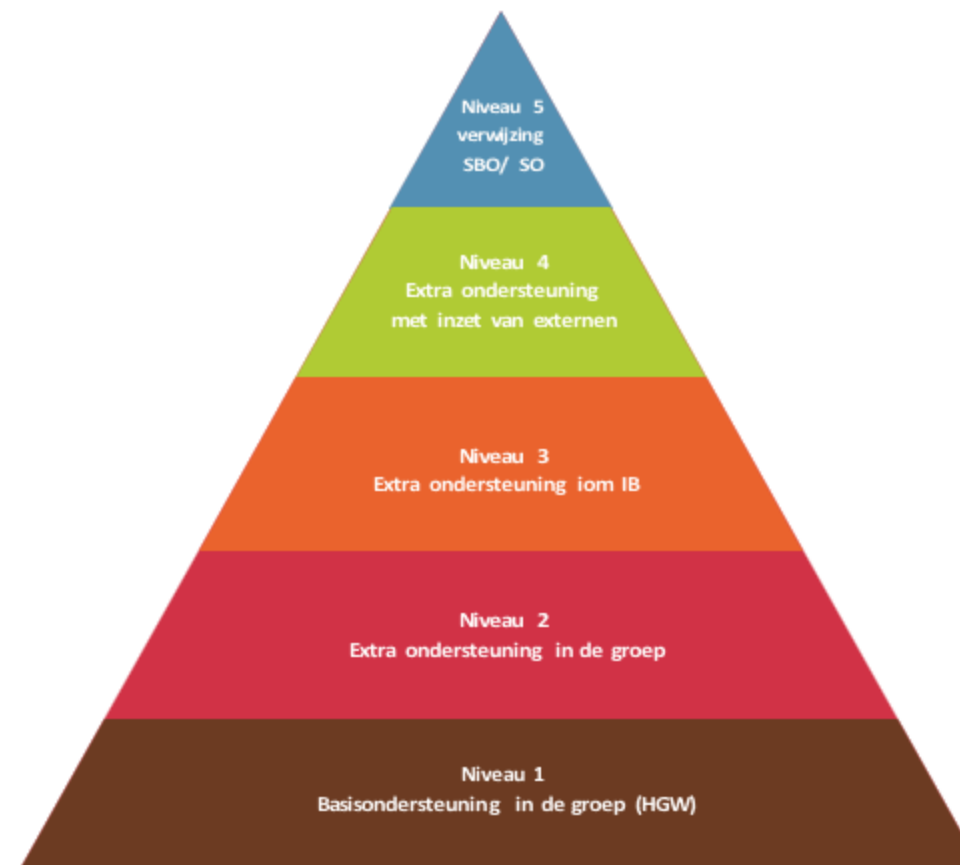 Niveau 5
verwijzing
SBO/ SO
Niveau 4
Extra ondersteuning
met inzet van externen
Niveau 3
Extra ondersteuning iom IB
Niveau 2
Extra ondersteuning in de groep
Niveau 1
Basisondersteuning in de groep (HGW)